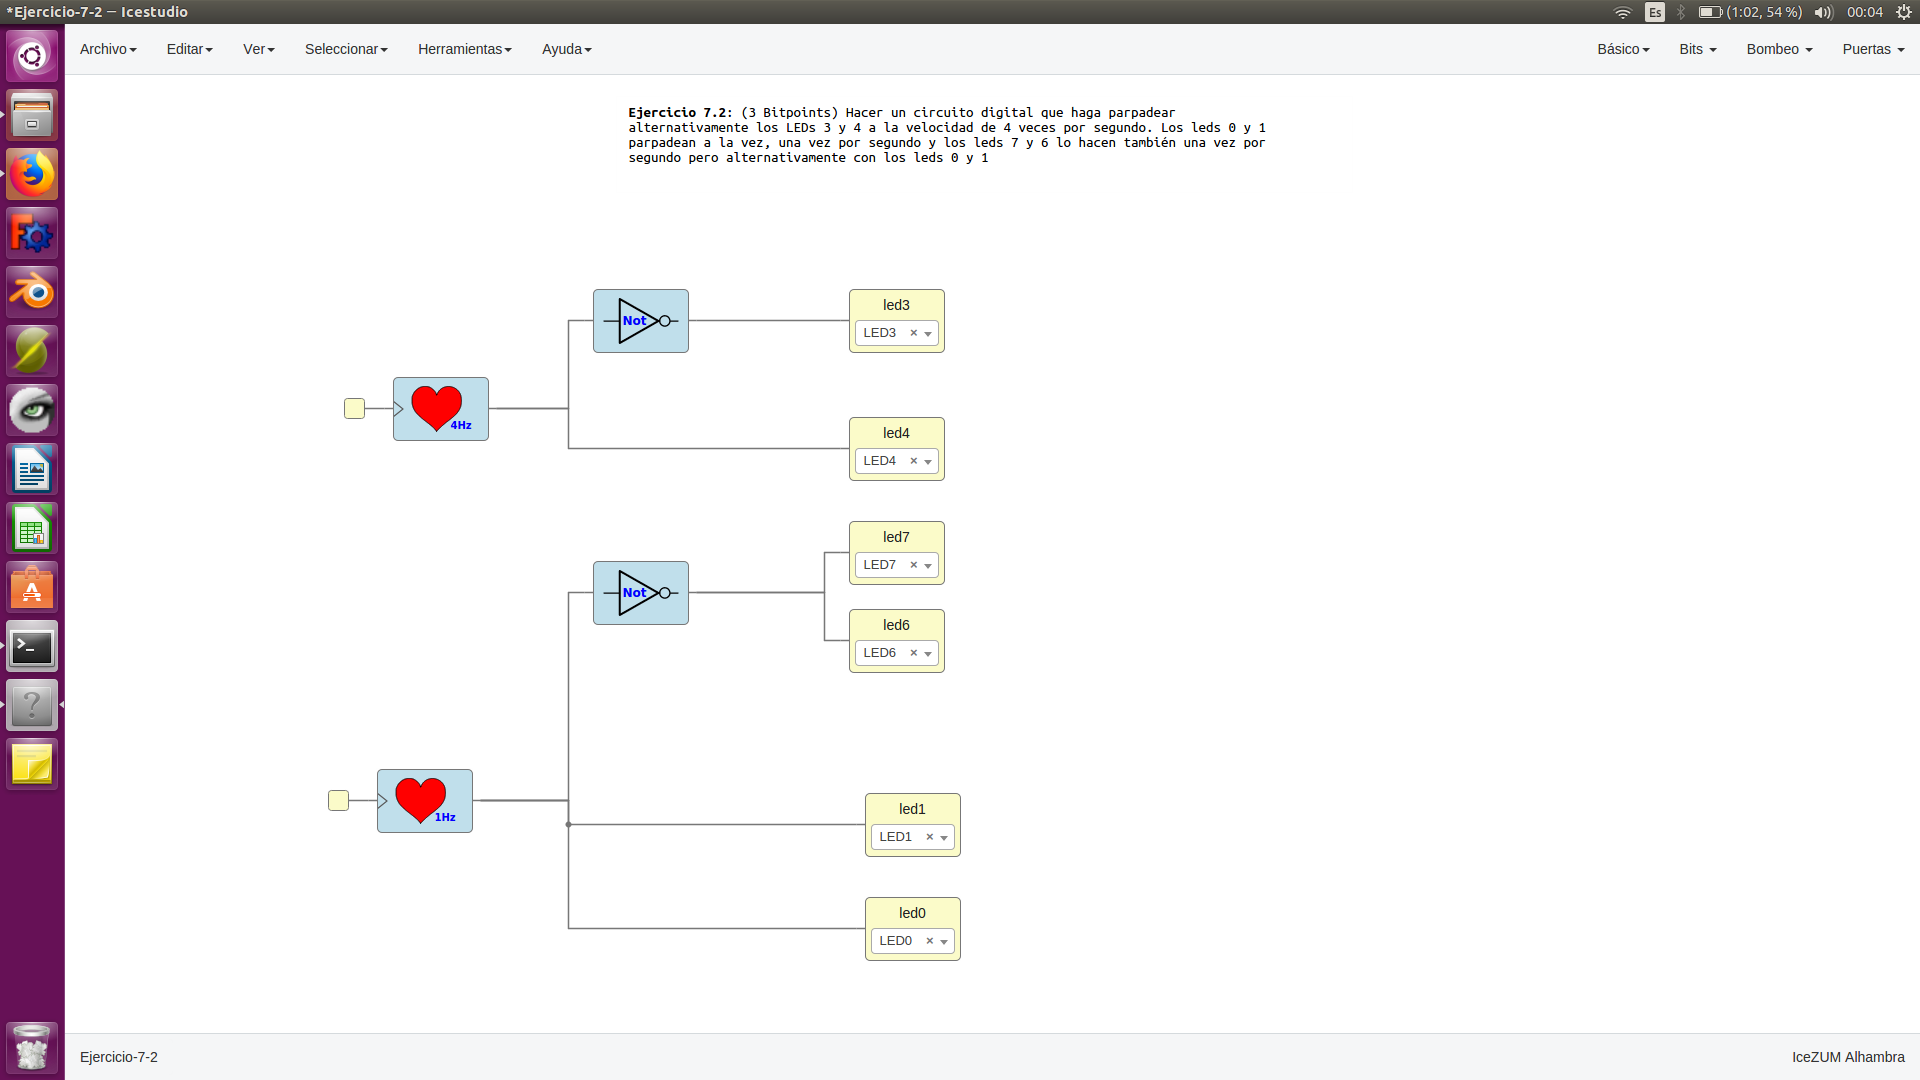 *Ejercicio-7-2 – Icestudio
Es
(1:02, 54 %)
00:04
Archivo
Editar
Ver
Seleccionar
Herramientas
Ayuda
Básico
Bits
Bombeo
Puertas
Ejercicio 7.2: (3 Bitpoints) Hacer un circuito digital que haga parpadear
alternativamente los LEDs 3 y 4 a la velocidad de 4 veces por segundo. Los leds 0 y 1
parpadean a la vez, una vez por segundo y los leds 7 y 6 lo hacen también una vez por
segundo pero alternativamente con los leds 0 y 1
Not
led3
LED3 ×
4Hz
led4
LED4 ×
led7
LED7 ×
Not
led6
LED6 ×
1Hz
led1
LED1 ×
led0
LED0 ×
Ejercicio-7-2
IceZUM Alhambra